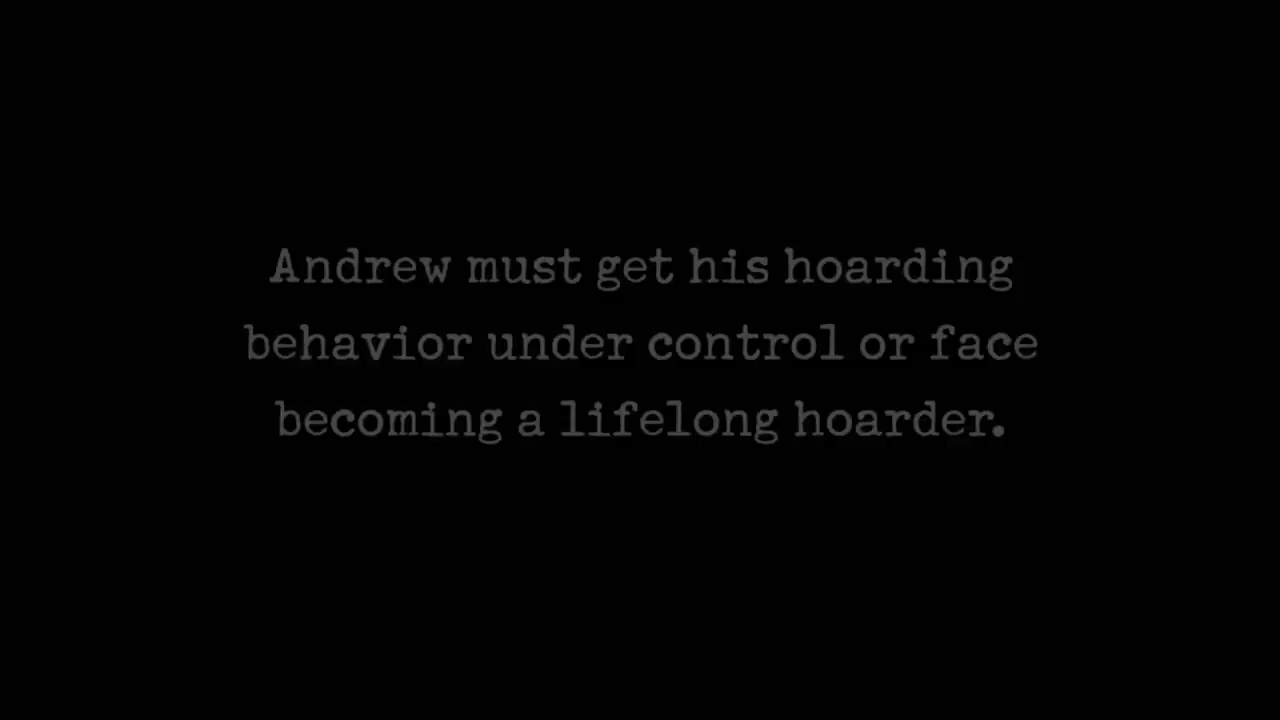 Andrew must get his hoarding
behavior under control or face
becoming a lifelong hoarder.